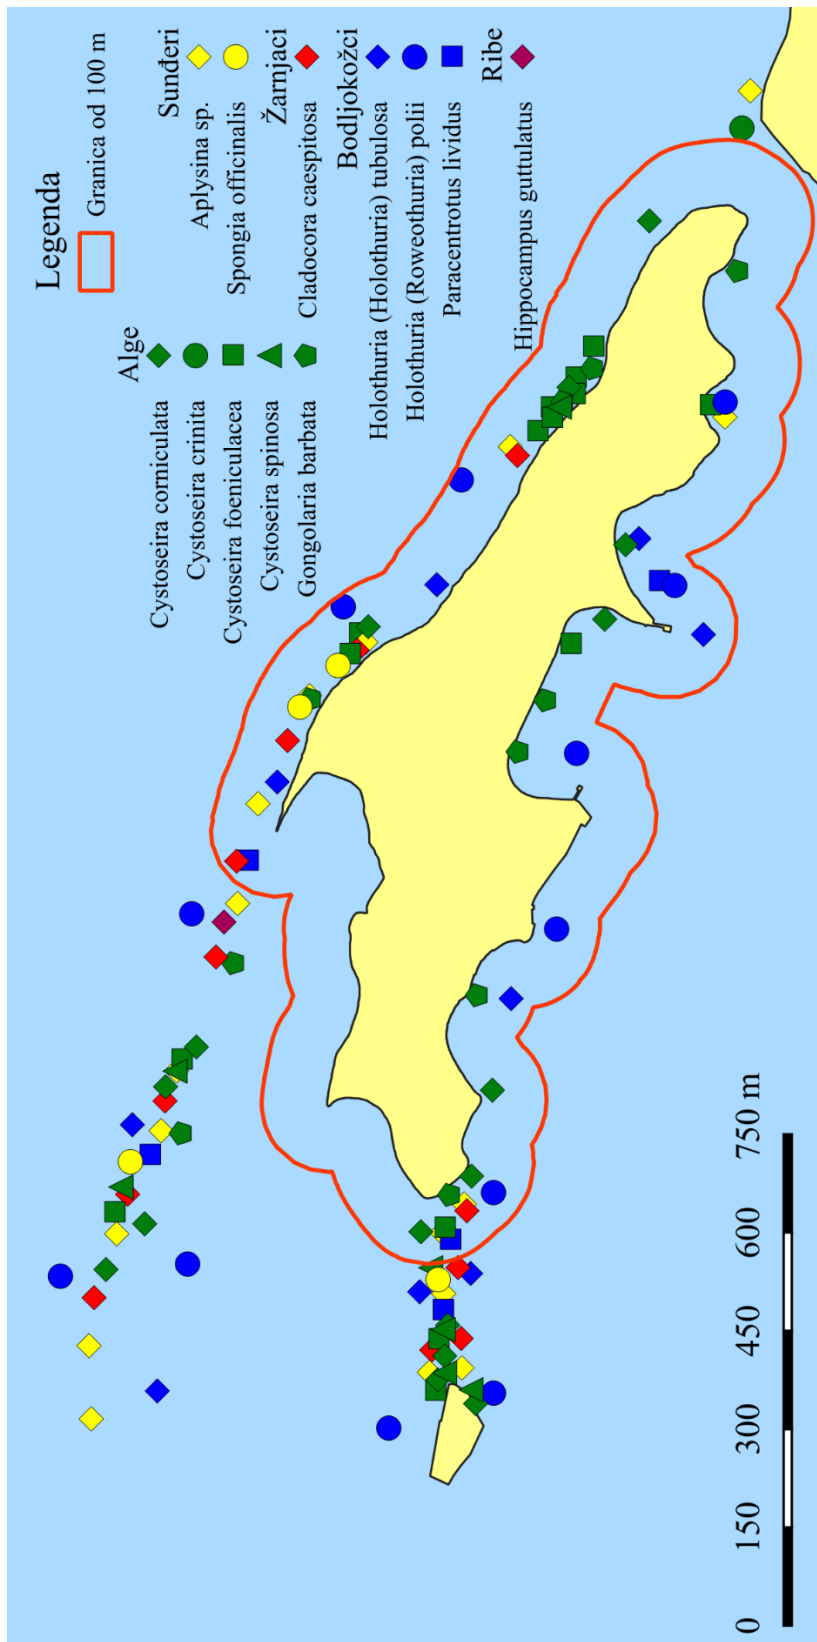 Legenda
Granica od 100 m
Alge
Cystoseira corniculata
Cystoseira crinita
Cystoseira foeniculacea
Cystoseira spinosa
Gongolaria barbata
Sunđeri
Aplysina sp.
Spongia officinalis
Žarnjaci
Cladocora caespitosa
Bodljokožci
Holothuria (Holothuria) tubulosa
Holothuria (Roweothuria) polii
Paracentrotus lividus
Ribe
Hippocampus guttulatus
0 150 300 450 600 750 m